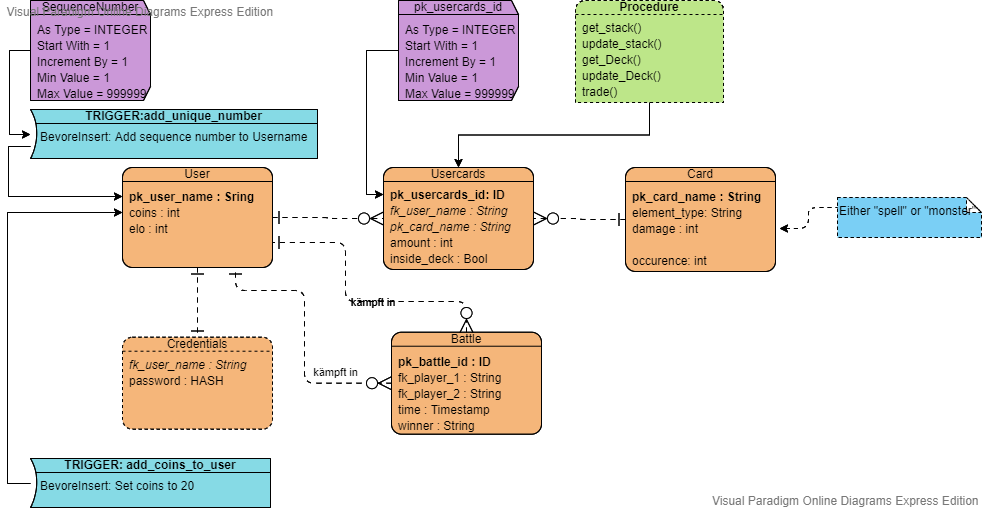 Visual Paradigm Online Diagrams Express Edition
SequenceNumber
As Type = INTEGER
Start With = 1
Increment By = 1
Min Value = 1
Max Value = 999999
pk_usercards_id
As Type = INTEGER
Start With = 1
Increment By = 1
Min Value = 1
Max Value = 999999
Procedure
get_stack()
update_stack()
get_Deck()
update_Deck()
trade()
TRIGGER:add_unique_number
BevoreInsert: Add sequence number to Username
User
pk_user_name : Sring
coins : int
elo : int
Usercards
pk_usercards_id: ID
fk_user_name : String
pk_card_name : String
amount : int
inside_deck : Bool
Card
pk_card_name : String
element_type: String
damage : int
occurence: int
Either "spell" or "monster
kämpft in
Credentials
fk_user_name : String
password : HASH
kämpft in
Battle
pk_battle_id : ID
fk_player_1 : String
fk_player_2 : String
time : Timestamp
winner : String
TRIGGER: add_coins_to_user
BevoreInsert: Set coins to 20
Visual Paradigm Online Diagrams Express Edition